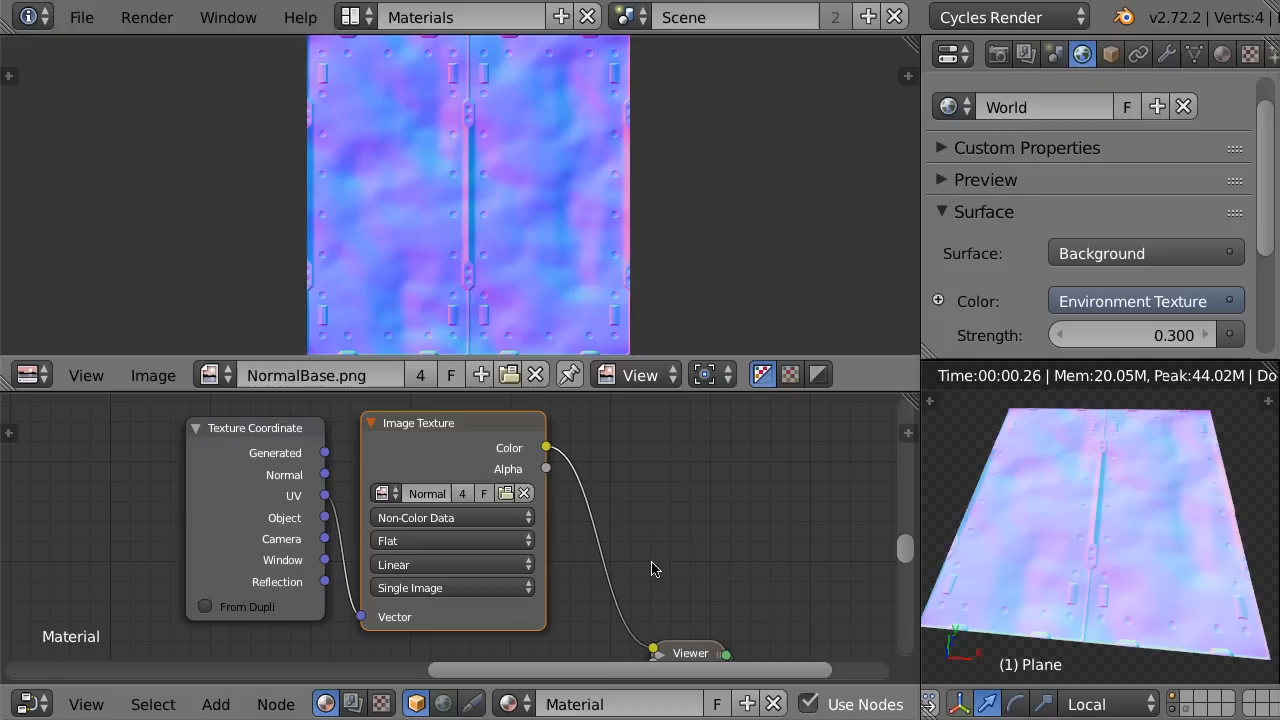 File Render Window Help Materials Scene 2 Cycles Render v2.72.2 | Verts:4 |
World F
Custom Properties
Preview
Surface
Surface: Background
Color: Environment Texture
Strength: 0.300
View Image NormalBase.png 4 F View
Time:00:00.26 | Mem:20.05M, Peak:44.02M | Do
Texture Coordinate
Generated
Normal
UV
Object
Camera
Window
Reflection
From Dupli
Image Texture
Color
Alpha
Normal 4 F
Non-Color Data
Flat
Linear
Single Image
Vector
Viewer
Material
y
x
(1) Plane
View Select Add Node Material F Use Nodes
Local